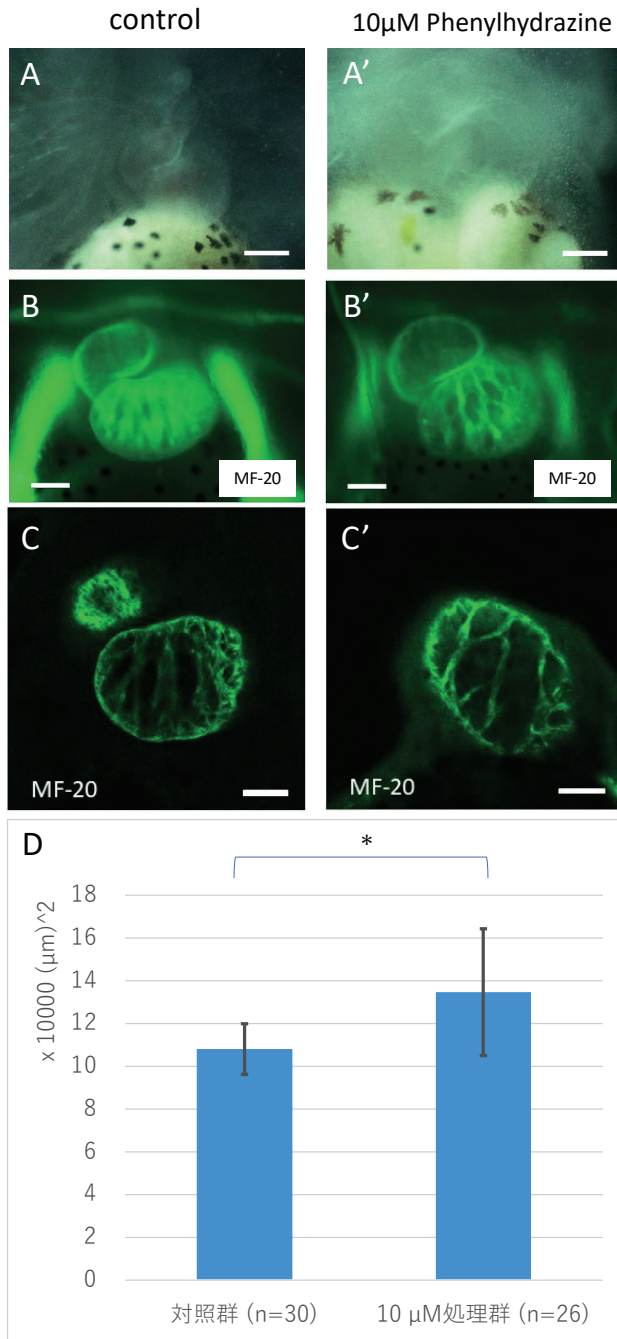 control 10μM Phenylhydrazine
A A’
B B’
MF-20 MF-20
C C’
MF-20 MF-20
D
*
x 10000 (μm)^2
18
16
14
12
10
8
6
4
2
0
対照群 (n=30) 10 μM処理群 (n=26)